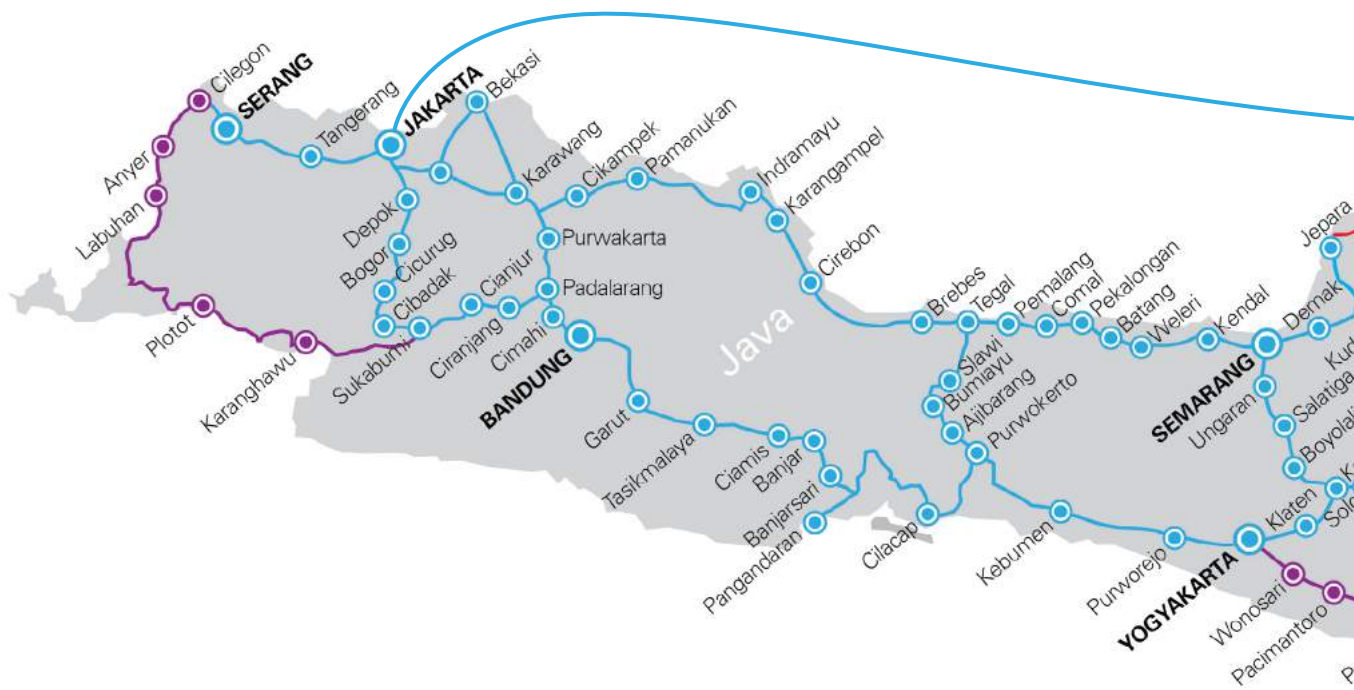 Cilegon
SERANG
Tangerang
JAKARTA
Bekasi
Anyer
Labuhan
Karawang
Cikampek
Pamanukan
Indramayu
Karangampel
Depok
Bogor
Cicurug
Cibadak
Cianjur
Purwakarta
Padalarang
Cirebon
Jepara
Plotot
Karanghawu
Sukabumi
Ciranjang
Cimahi
BANDUNG
Java
Brebes
Tegal
Pemalang
Comal
Pekalongan
Batang
Weleri
Kendal
Demak
SEMARANG
Slawi
Bumiayu
Ajibarang
Purwokerto
Ungaran
Salatiga
Garut
Tasikmalaya
Ciamis
Banjar
Banjarsari
Pangandaran
Cilacap
Kebumen
Purworejo
YOGYAKARTA
Klaten
Wonosari
Pacimantoro